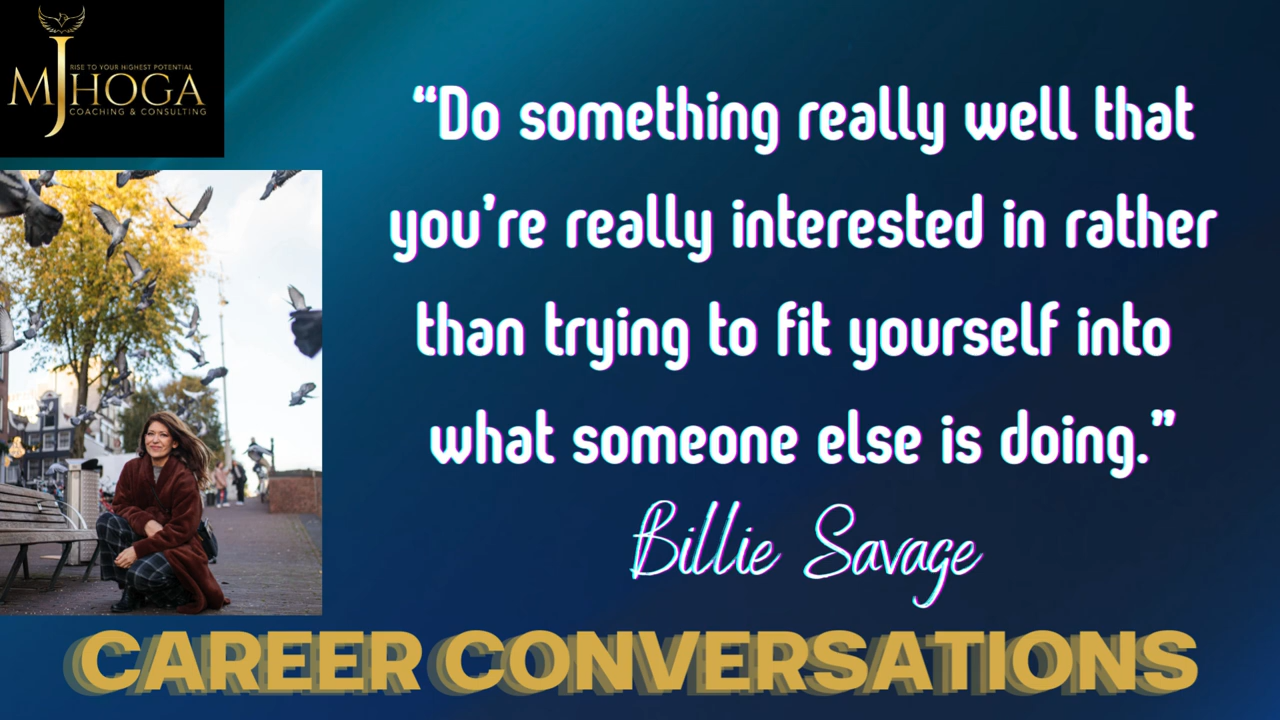 RISE TO YOUR HIGHEST POTENTIAL
MJHOGA
COACHING & CONSULTING
“Do something really well that
you’re really interested in rather
than trying to fit yourself into
what someone else is doing.”
Billie Savage
CAREER CONVERSATIONS